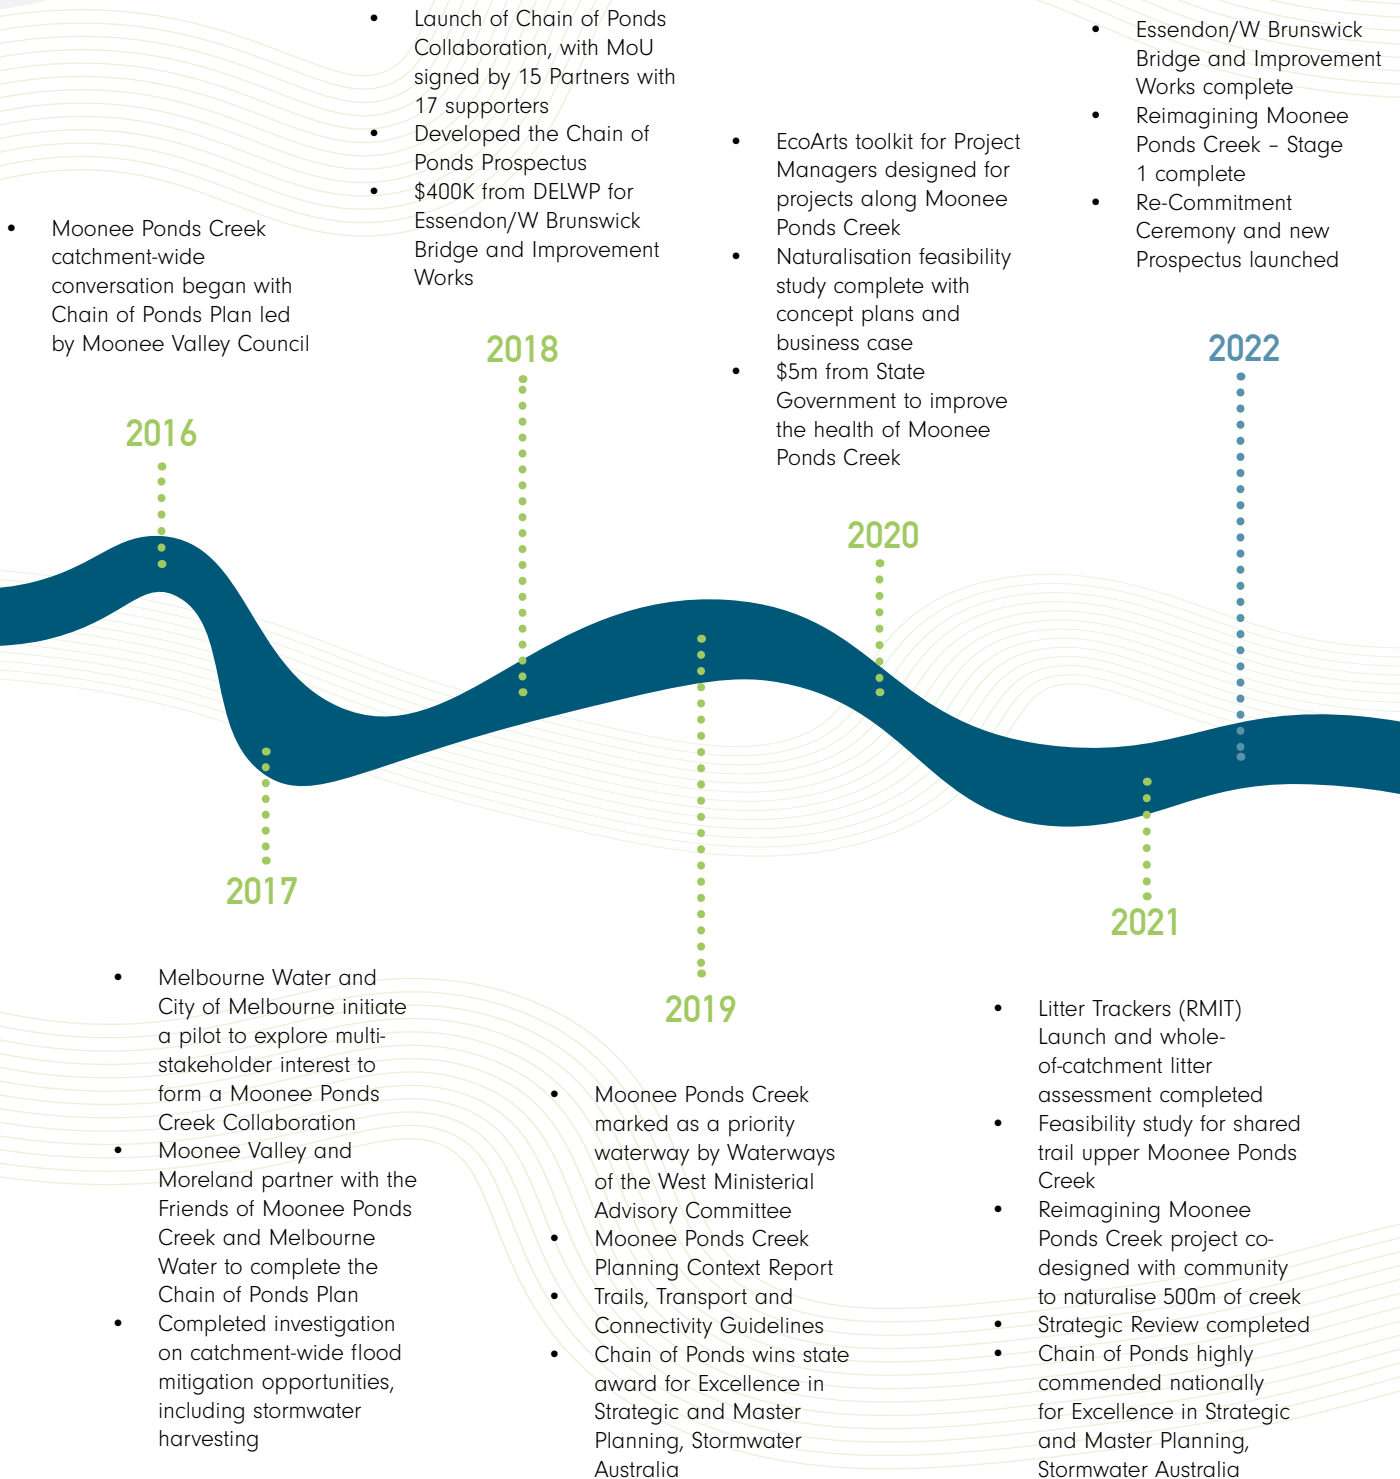 • Moonee Ponds Creek
catchment-wide
conversation began with
Chain of Ponds Plan led
by Moonee Valley Council
2016
2017
• Melbourne Water and
City of Melbourne initiate
a pilot to explore multi-
stakeholder interest to
form a Moonee Ponds
Creek Collaboration
• Moonee Valley and
Moreland partner with the
Friends of Moonee Ponds
Creek and Melbourne
Water to complete the
Chain of Ponds Plan
• Completed investigation
on catchment-wide flood
mitigation opportunities,
including stormwater
harvesting
• Launch of Chain of Ponds
Collaboration, with MoU
signed by 15 Partners with
17 supporters
• Developed the Chain of
Ponds Prospectus
• $400K from DELWP for
Essendon/W Brunswick
Bridge and Improvement
Works
2018
2019
• Moonee Ponds Creek
marked as a priority
waterway by Waterways
of the West Ministerial
Advisory Committee
• Moonee Ponds Creek
Planning Context Report
• Trails, Transport and
Connectivity Guidelines
• Chain of Ponds wins state
award for Excellence in
Strategic and Master
Planning, Stormwater
Australia
• EcoArts toolkit for Project
Managers designed for
projects along Moonee
Ponds Creek
• Naturalisation feasibility
study complete with
concept plans and
business case
• $5m from State
Government to improve
the health of Moonee
Ponds Creek
2020
2021
• Litter Trackers (RMIT)
Launch and whole-
of-catchment litter
assessment completed
• Feasibility study for shared
trail upper Moonee Ponds
Creek
• Reimagining Moonee
Ponds Creek project co-
designed with community
to naturalise 500m of creek
• Strategic Review completed
• Chain of Ponds highly
commended nationally
for Excellence in Strategic
and Master Planning,
Stormwater Australia
• Essendon/W Brunswick
Bridge and Improvement
Works complete
• Reimagining Moonee
Ponds Creek – Stage
1 complete
• Re-Commitment
Ceremony and new
Prospectus launched
2022